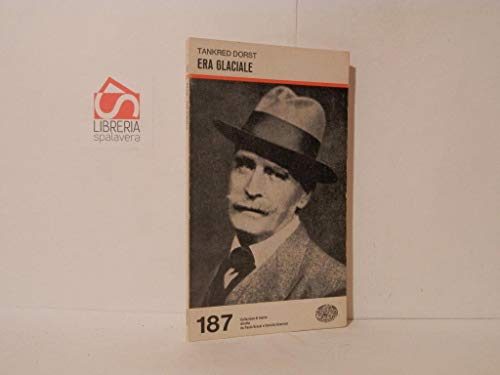 TANKRED DORST
ERA GLACIALE
LIBRERIA
spalavera
187
Collezione di teatro
diretta
da Paolo Grassi e Gerardo Guerrieri